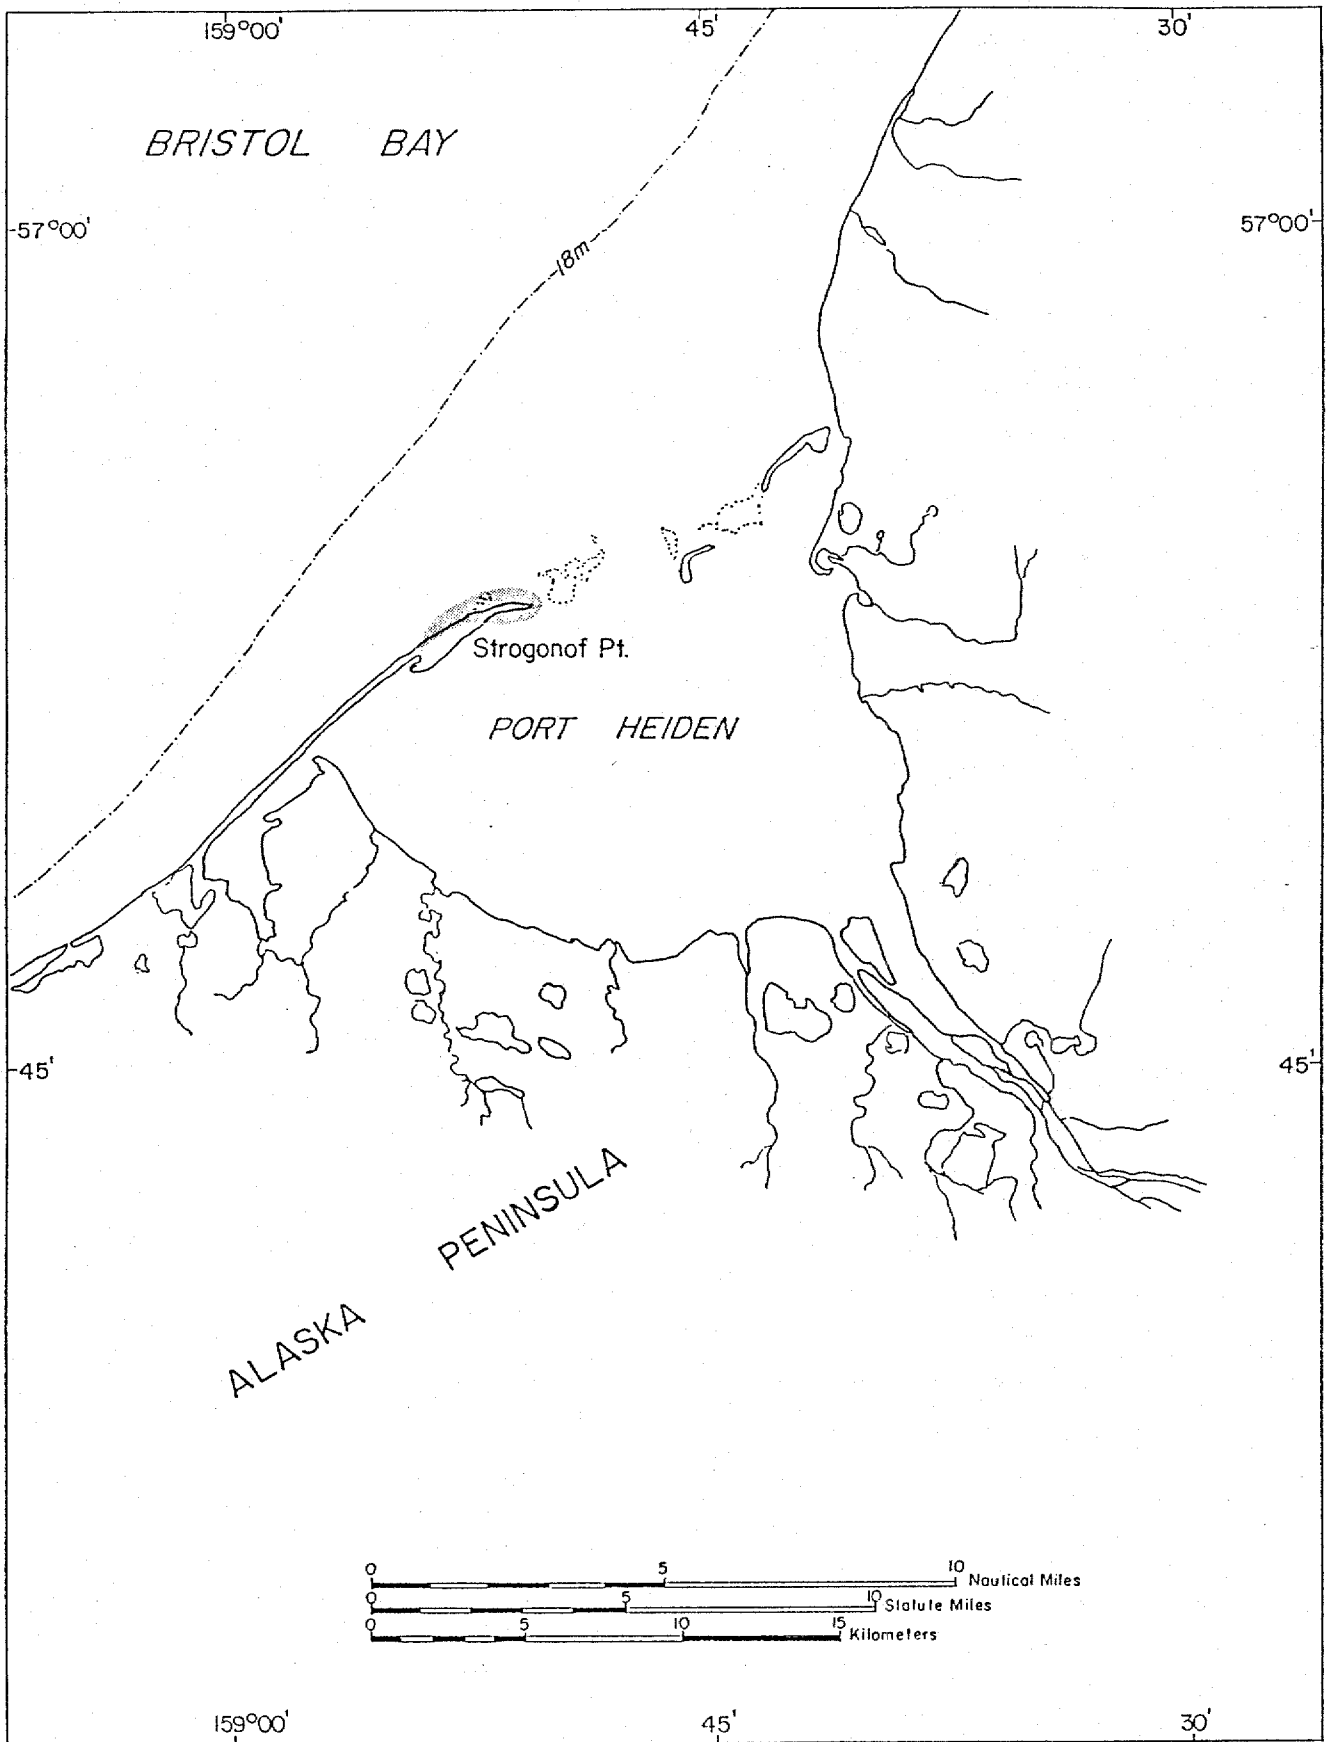 159°00' 45' 30'
BRISTOL BAY
57°00' 57°00'
18m
Strogonof Pt.
PORT HEIDEN
45' 45'
ALASKA PENINSULA
0 5 10 Nautical Miles
0 5 10 Statute Miles
0 5 10 15 Kilometers
159°00' 45' 30'